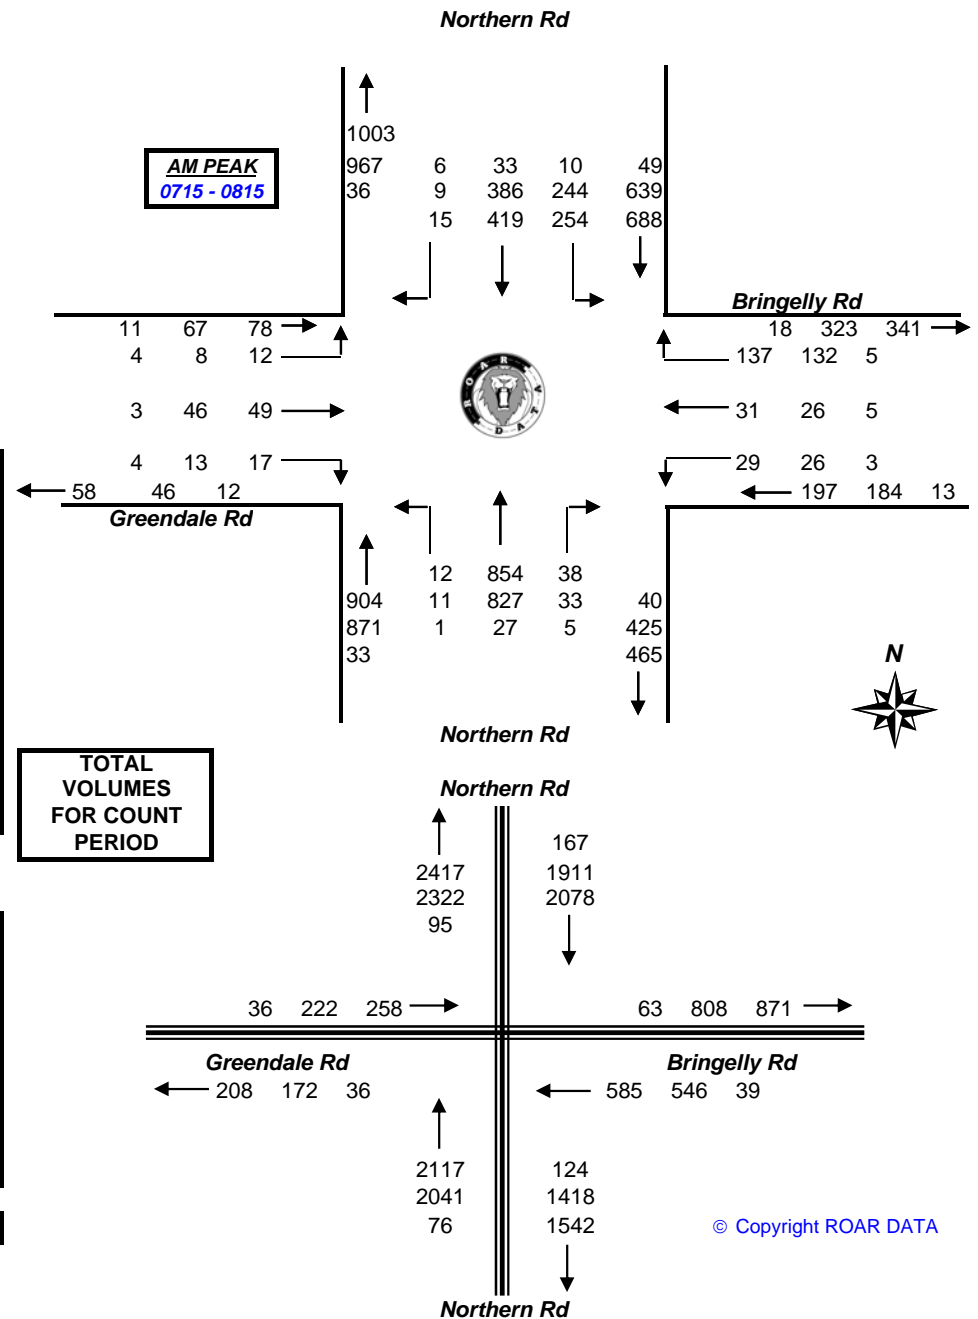 Northern Rd
1003
AM PEAK
0715 - 0815
967 6 33 10 49
36 9 386 244 639
15 419 254 688
Bringelly Rd
11 67 78
18 323 341
4 8 12
137 132 5
ROAR DATA
3 46 49
31 26 5
4 13 17
29 26 3
58 46 12
197 184 13
Greendale Rd
12 854 38
904 11 827 33 40
871 1 27 5 425
33 465
N
Northern Rd
TOTAL
VOLUMES
FOR COUNT
PERIOD
Northern Rd
167
2417 1911
2322 2078
95
36 222 258
63 808 871
Greendale Rd
Bringelly Rd
208 172 36
585 546 39
2117 124
2041 1418
76 1542
© Copyright ROAR DATA
Northern Rd